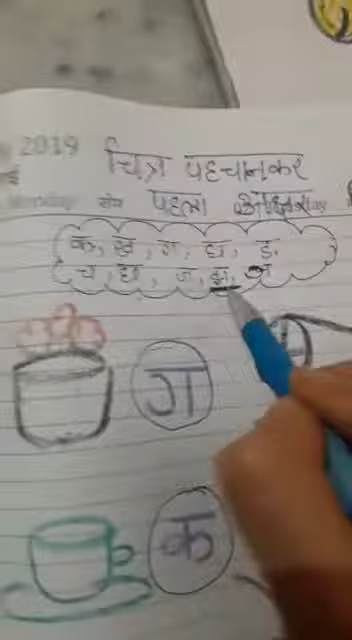 2019
चित्र पहचानकर
सोम पहला
क, ख, ग, घ, ङ,
च, छ, ज, झ, ञ
ग
क